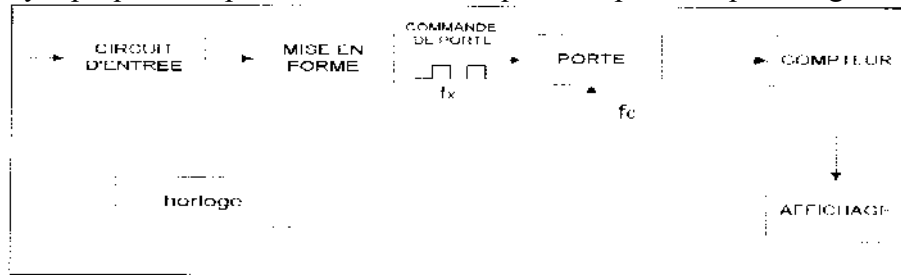 COMMANDE
DE PORTE
CIRCUIT
D'ENTREE
MISE EN
FORME
PORTE
COMPTEUR
fx
fc
horloge
AFFICHAGE